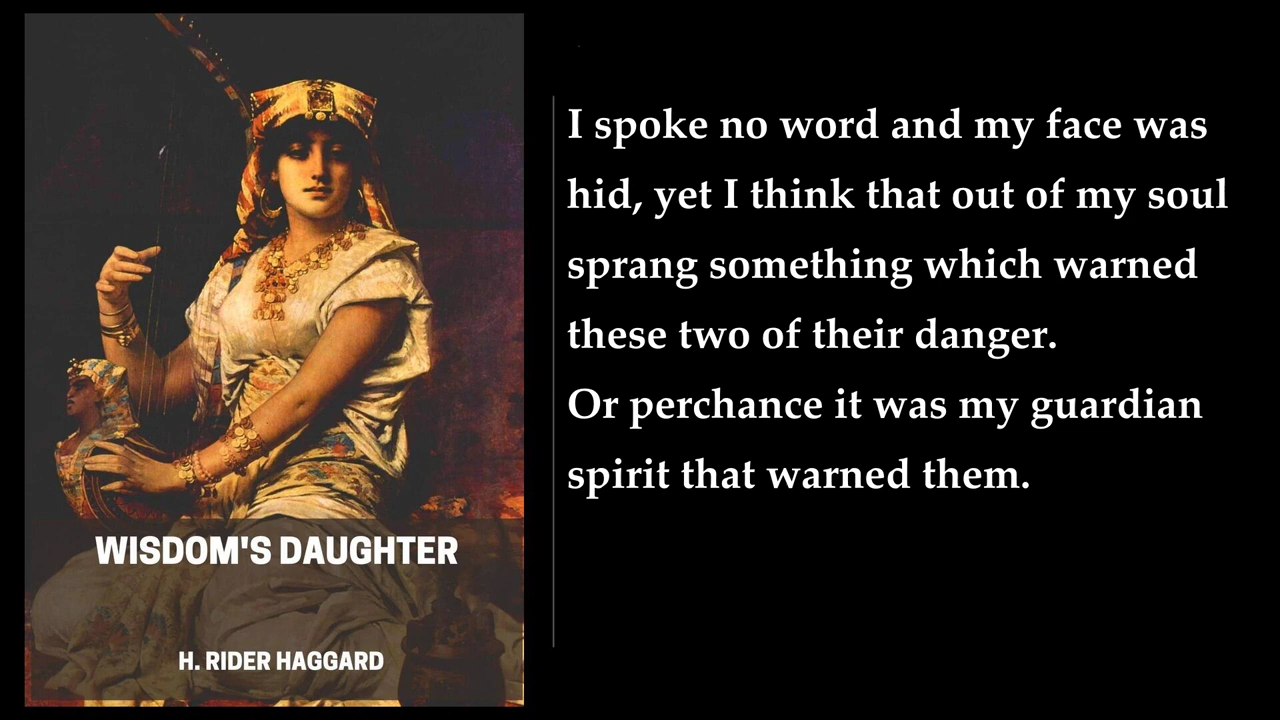 WISDOM'S DAUGHTER
H. RIDER HAGGARD
I spoke no word and my face was
hid, yet I think that out of my soul
sprang something which warned
these two of their danger.
Or perchance it was my guardian
spirit that warned them.